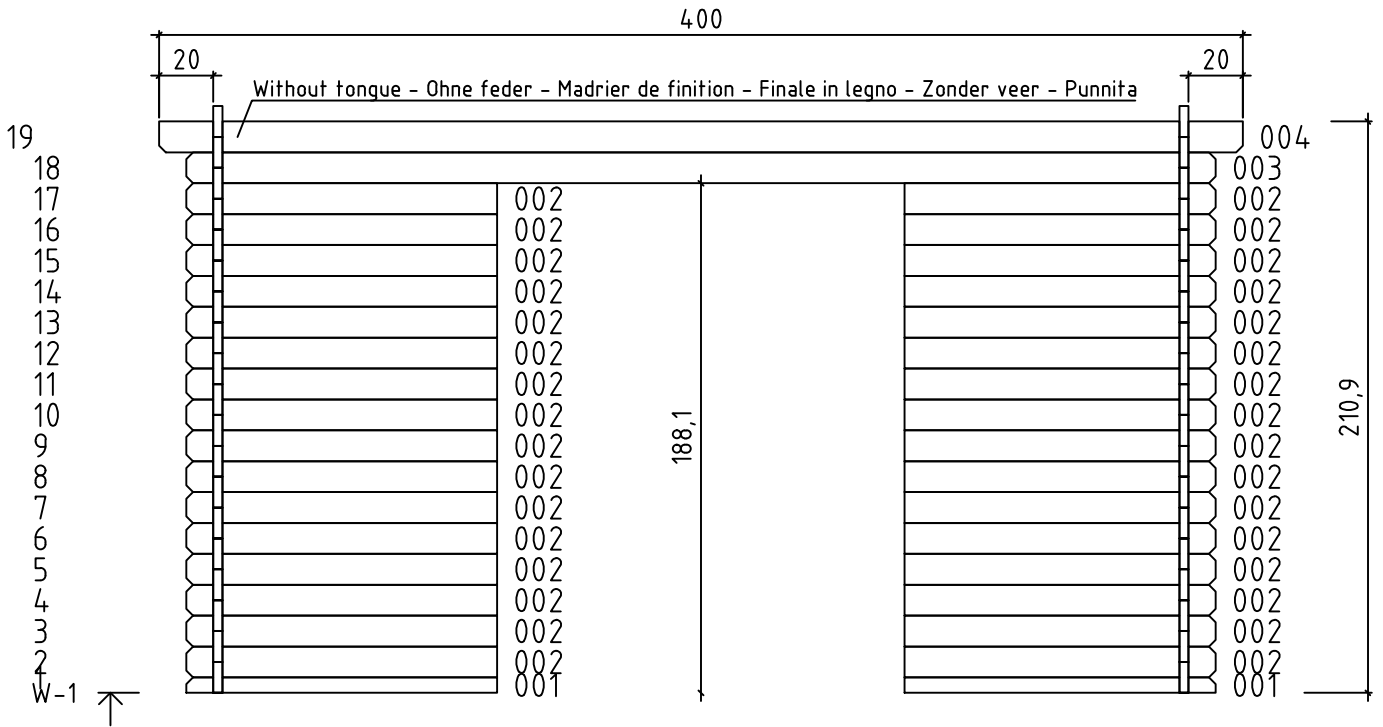 400
20 20
Without tongue - Ohne feder - Madrier de finition - Finale in legno - Zonder veer - Punnita
19 004
18 003
17 002 002
16 002 002
15 002 002
14 002 002
13 002 002
12 002 002
11 002 002
10 002 002
9 002 002
8 002 002
7 002 002
6 002 002
5 002 002
4 002 002
3 002 002
2 002 002
1 001 001
W-1
188,1
210,9